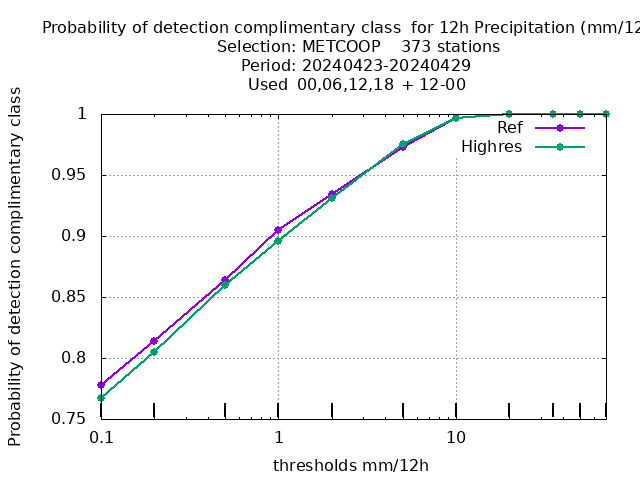 Probability of detection complimentary class  for 12h Precipitation (mm/12
Selection: METCOOP    373 stations
Period: 20240423-20240429
Used  00,06,12,18  + 12-00
Probability of detection complimentary class
1
0.95
0.9
0.85
0.8
0.75
Ref
Highres
0.1
1
10
thresholds mm/12h